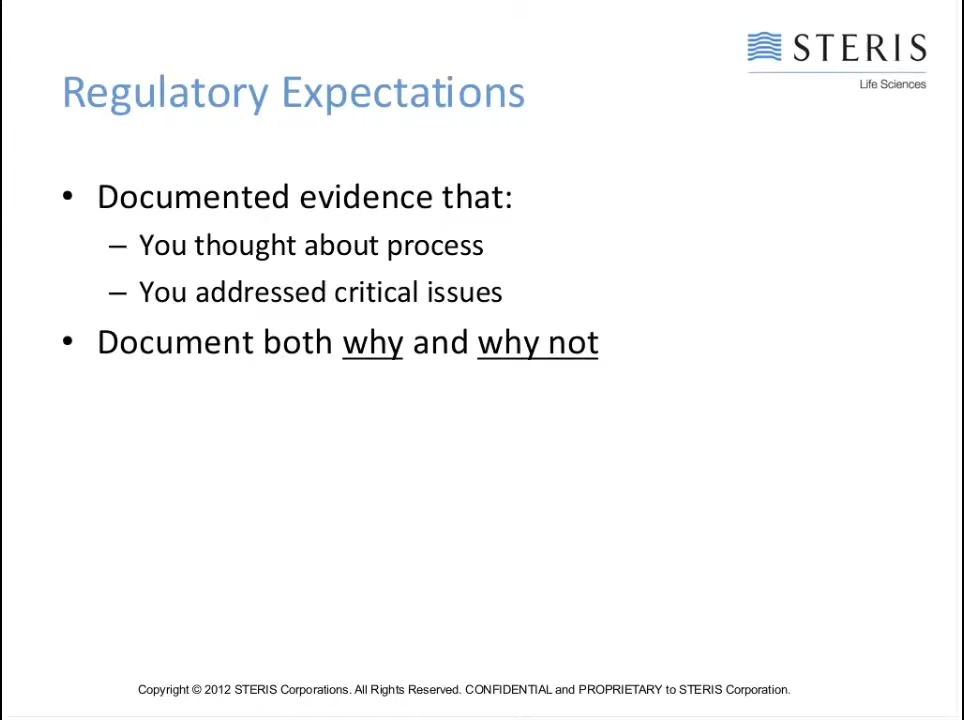 STERIS
Life Sciences
Regulatory Expectations
• Documented evidence that:
– You thought about process
– You addressed critical issues
• Document both why and why not
Copyright © 2012 STERIS Corporations. All Rights Reserved. CONFIDENTIAL and PROPRIETARY to STERIS Corporation.